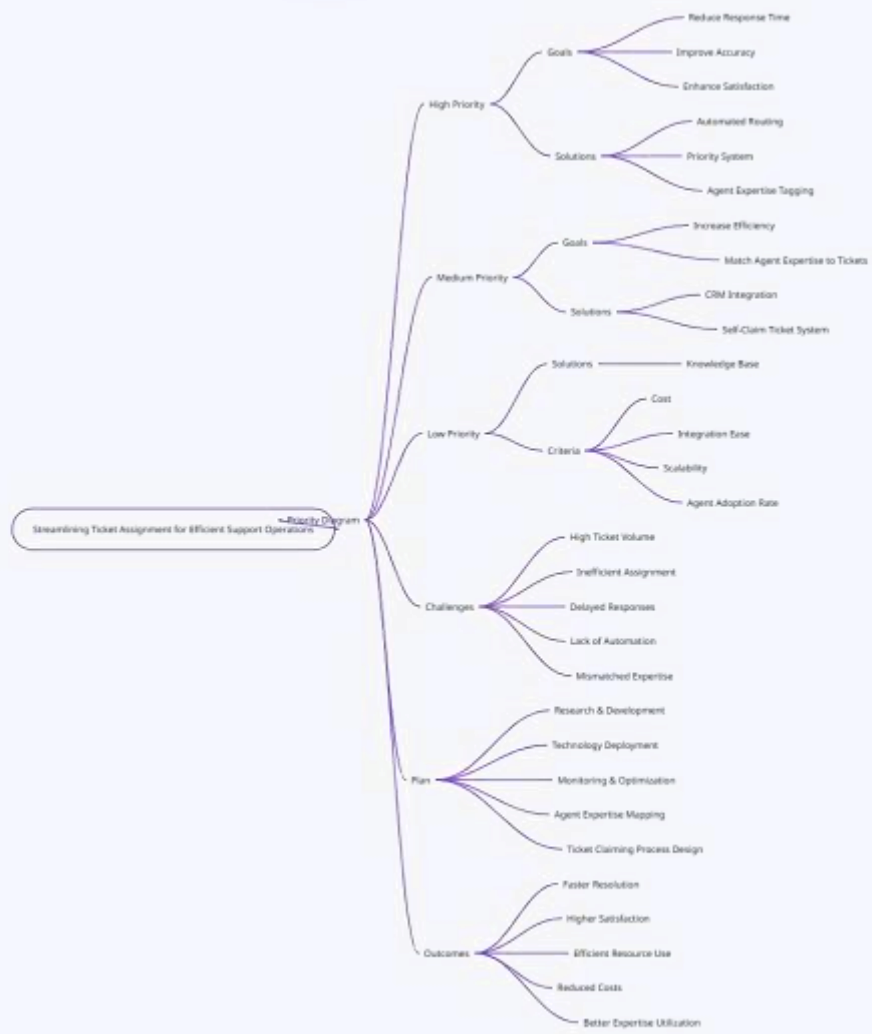 Streamlining Ticket Assignment for Efficient Support Operations
Priority Diagram
High Priority
Goals
Reduce Response Time
Improve Accuracy
Enhance Satisfaction
Solutions
Automated Routing
Priority System
Agent Expertise Tagging
Medium Priority
Goals
Increase Efficiency
Match Agent Expertise to Tickets
Solutions
CRM Integration
Self-Claim Ticket System
Low Priority
Solutions
Knowledge Base
Criteria
Cost
Integration Ease
Scalability
Agent Adoption Rate
Challenges
High Ticket Volume
Inefficient Assignment
Delayed Responses
Lack of Automation
Mismatched Expertise
Plan
Research & Development
Technology Deployment
Monitoring & Optimization
Agent Expertise Mapping
Ticket Claiming Process Design
Outcomes
Faster Resolution
Higher Satisfaction
Efficient Resource Use
Reduced Costs
Better Expertise Utilization